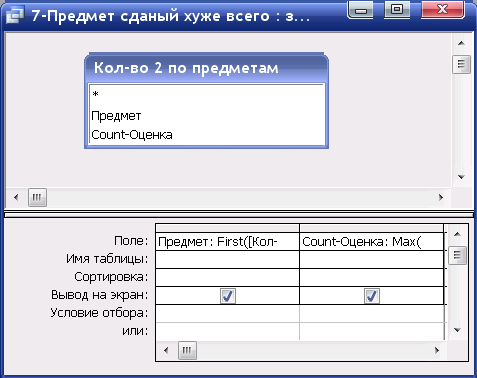 7-Предмет сданый хуже всего : з...
Кол-во 2 по предметам
*
Предмет
Count-Оценка
Поле: Предмет: First([Кол- Count-Оценка: Max(
Имя таблицы:
Сортировка:
Вывод на экран:
Условие отбора:
или: